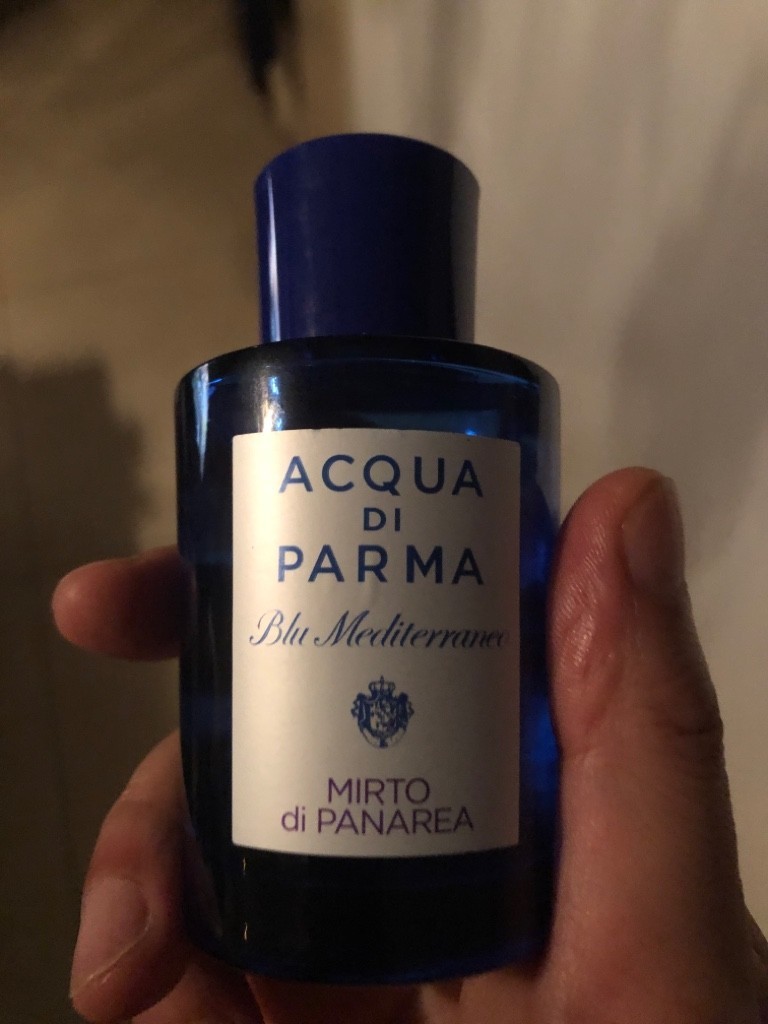 ACQUA
DI
PARMA
Blu Mediterraneo
MIRTO
di PANAREA